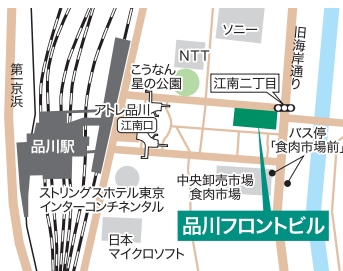 ソニー
旧海岸通り
NTT
第一京浜
こうなん
星の公園
江南二丁目
アトレ品川
江南口
品川駅
バス停
「食肉市場前」
中央卸売市場
食肉市場
ストリングスホテル東京
インターコンチネンタル
品川フロントビル
日本
マイクロソフト